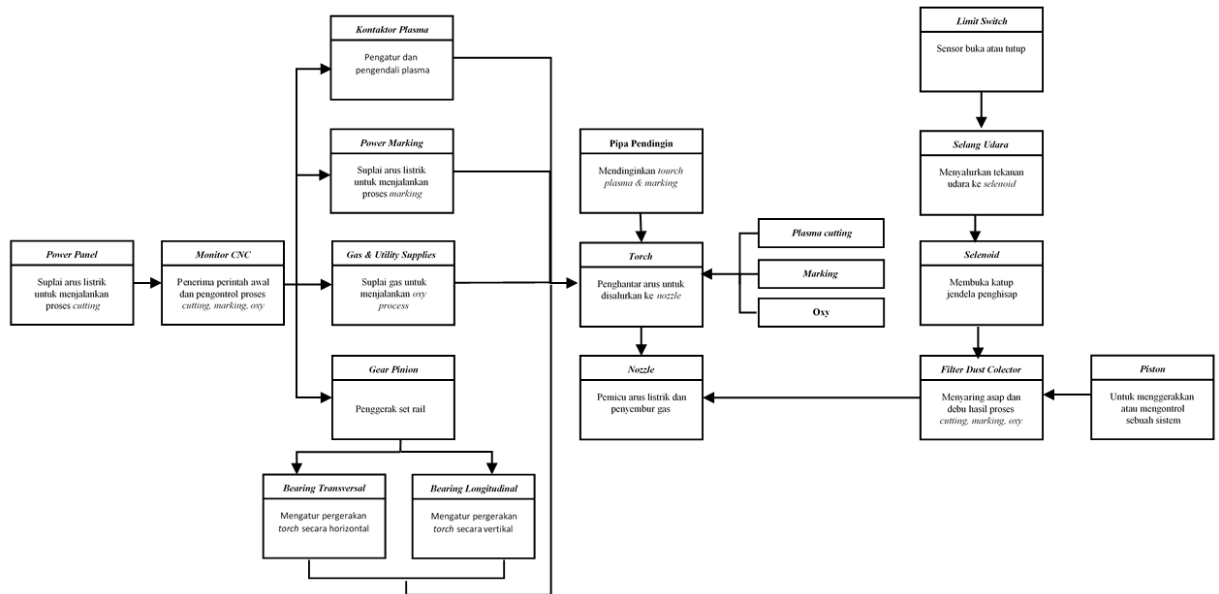 Kontaktor Plasma
Pengatur dan
pengendali plasma
Limit Switch
Sensor buka atau tutup
Power Marking
Suplai arus listrik
untuk menjalankan
proses marking
Pipa Pendingin
Mendinginkan tourch
plasma & marking
Selang Udara
Menyalurkan tekanan
udara ke selenoid
Power Panel
Suplai arus listrik
untuk menjalankan
proses cutting
Monitor CNC
Penerima perintah awal
dan pengontrol proses
cutting, marking, oxy
Gas & Utility Supplies
Suplai gas untuk
menjalankan oxy
process
Torch
Penghantar arus untuk
disalurkan ke nozzle
Plasma cutting
Marking
Oxy
Selenoid
Membuka katup
jendela penghisap
Gear Pinion
Penggerak set rail
Nozzle
Pemicu arus listrik dan
penyembur gas
Filter Dust Colector
Menyaring asap dan
debu hasil proses
cutting, marking, oxy
Piston
Untuk menggerakkan
atau mengontrol
sebuah sistem
Bearing Transversal
Mengatur pergerakan
torch secara horizontal
Bearing Longitudinal
Mengatur pergerakan
torch secara vertikal